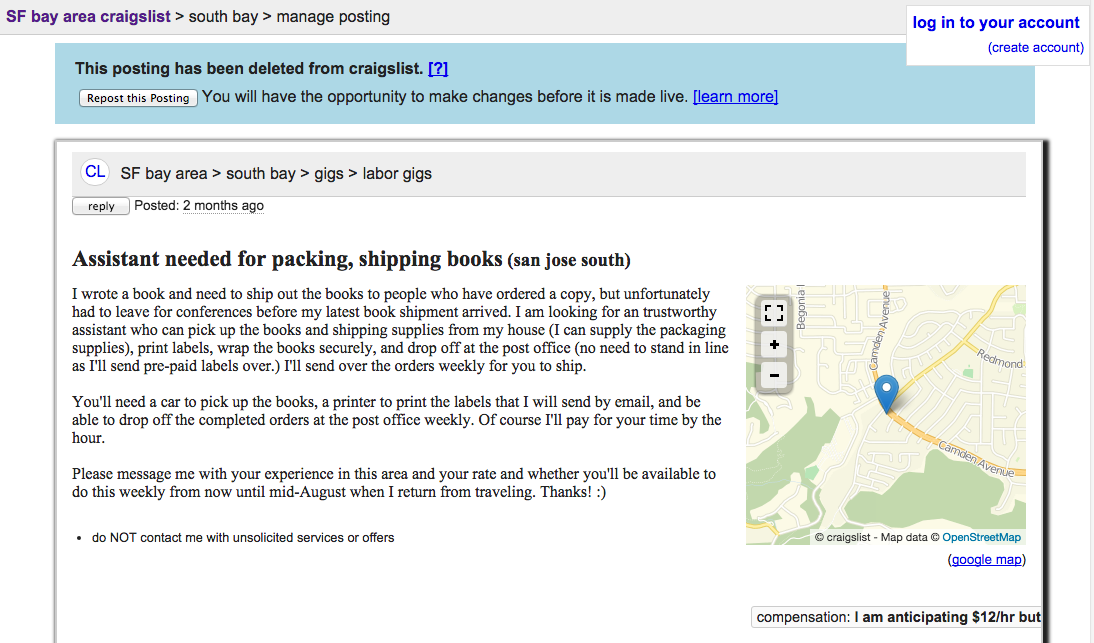 SF bay area craigslist > south bay > manage posting
log in to your account
(create account)
This posting has been deleted from craigslist. [?]
Repost this Posting You will have the opportunity to make changes before it is made live. [learn more]
CL SF bay area > south bay > gigs > labor gigs
reply Posted: 2 months ago
Assistant needed for packing, shipping books (san jose south)
I wrote a book and need to ship out the books to people who have ordered a copy, but unfortunately
had to leave for conferences before my latest book shipment arrived. I am looking for an trustworthy
assistant who can pick up the books and shipping supplies from my house (I can supply the packaging
supplies), print labels, wrap the books securely, and drop off at the post office (no need to stand in line
as I'll send pre-paid labels over.) I'll send over the orders weekly for you to ship.
You'll need a car to pick up the books, a printer to print the labels that I will send by email, and be
able to drop off the completed orders at the post office weekly. Of course I'll pay for your time by the
hour.
Please message me with your experience in this area and your rate and whether you'll be available to
do this weekly from now until mid-August when I return from traveling. Thanks! :)
• do NOT contact me with unsolicited services or offers
+
−
Begonia
Camden Avenue
Redmond
Camden Avenue
© craigslist - Map data © OpenStreetMap
(google map)
compensation: I am anticipating $12/hr but